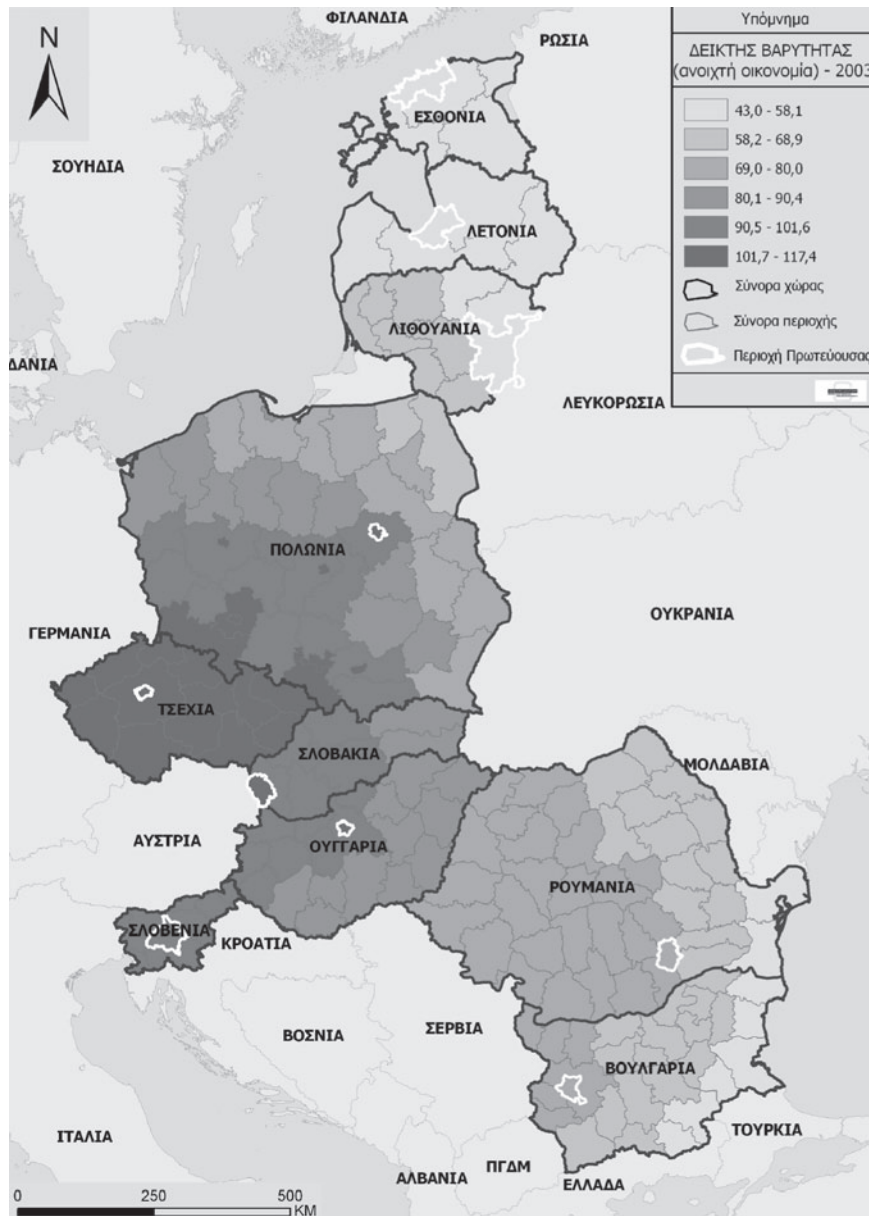 Υπόμνημα
ΔΕΙΚΤΗΣ ΒΑΡΥΤΗΤΑΣ
(ανοιχτή οικονομία) - 2003
43,0 - 58,1
58,2 - 68,9
69,0 - 80,0
80,1 - 90,4
90,5 - 101,6
101,7 - 117,4
Σύνορα χώρας
Σύνορα περιοχής
Περιοχή Πρωτεύουσας
N
ΦΙΛΑΝΔΙΑ
ΡΩΣΙΑ
ΕΣΘΟΝΙΑ
ΣΟΥΗΔΙΑ
ΛΕΤΟΝΙΑ
ΛΙΘΟΥΑΝΙΑ
ΔΑΝΙΑ
ΛΕΥΚΟΡΩΣΙΑ
ΠΟΛΩΝΙΑ
ΟΥΚΡΑΝΙΑ
ΓΕΡΜΑΝΙΑ
ΤΣΕΧΙΑ
ΣΛΟΒΑΚΙΑ
ΜΟΛΔΑΒΙΑ
ΑΥΣΤΡΙΑ
ΟΥΓΓΑΡΙΑ
ΡΟΥΜΑΝΙΑ
ΣΛΟΒΕΝΙΑ
ΚΡΟΑΤΙΑ
ΒΟΣΝΙΑ
ΣΕΡΒΙΑ
ΒΟΥΛΓΑΡΙΑ
ΙΤΑΛΙΑ
ΤΟΥΡΚΙΑ
ΑΛΒΑΝΙΑ
ΠΓΔΜ
ΕΛΛΑΔΑ
0 250 500
KM